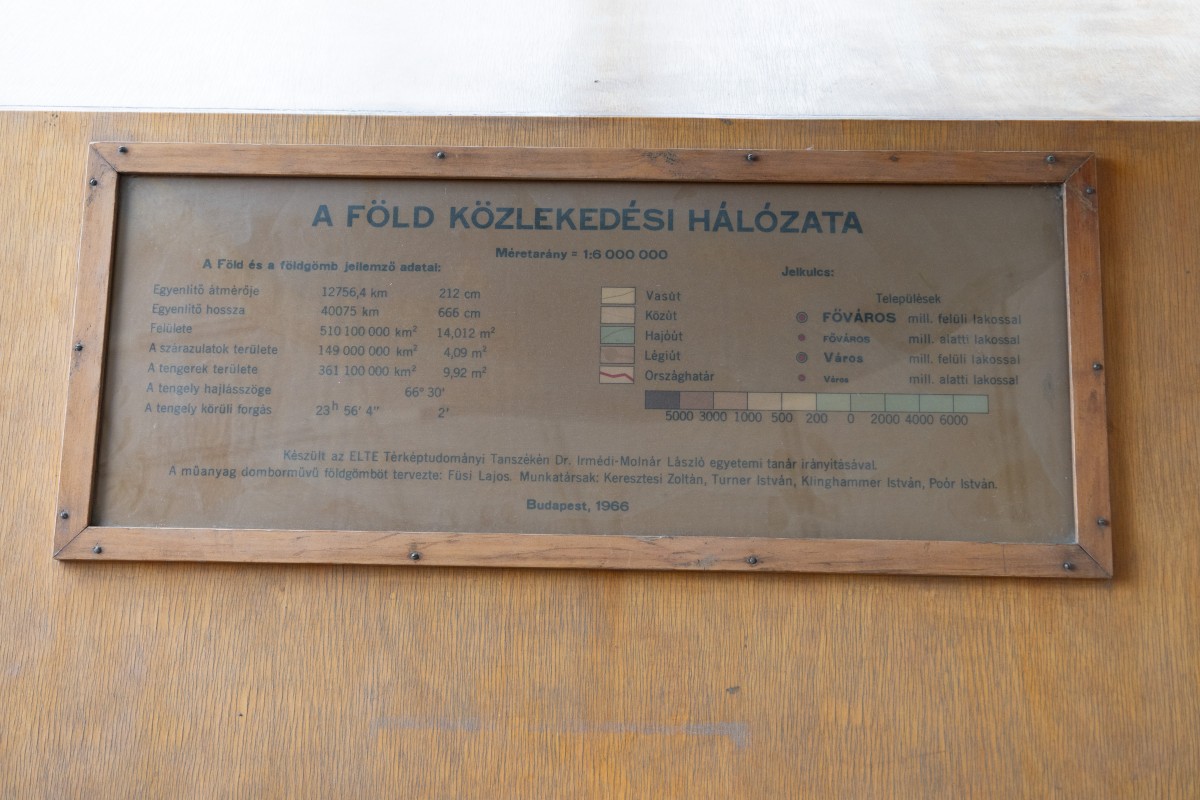 A FÖLD KÖZLEKEDÉSI HÁLÓZATA
Méretarány = 1:6 000 000
A Föld és a földgömb jellemző adatai:
Egyenlítő átmérője 12756,4 km 212 cm
Egyenlítő hossza 40075 km 666 cm
Felülete 510 100 000 km² 14,012 m²
A szárazulatok területe 149 000 000 km² 4,09 m²
A tengerek területe 361 100 000 km² 9,92 m²
A tengely hajlásszöge 66° 30'
A tengely körüli forgás 23h 56' 4" 2'
Jelkulcs:
Vasút
Közút
Hajóút
Légiút
Országhatár
Települések
FŐVÁROS mill. felüli lakossal
FŐVÁROS mill. alatti lakossal
Város mill. felüli lakossal
Város mill. alatti lakossal
5000 3000 1000 500 200 0 2000 4000 6000
Készült az ELTE Térképtudományi Tanszékén Dr. Irmédi-Molnár László egyetemi tanár irányításával.
A műanyag domborművű földgömböt tervezte: Füsi Lajos. Munkatársak: Keresztesi Zoltán, Turner István, Klinghammer István, Poór István.
Budapest, 1966